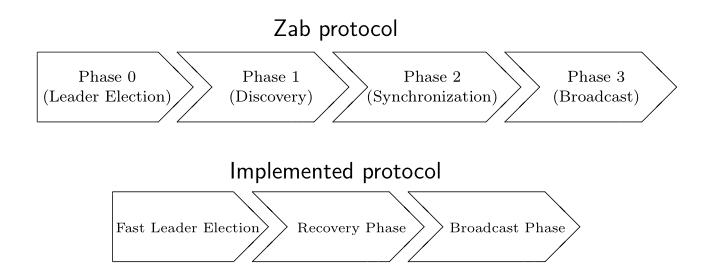 Zab protocol
Phase 0
(Leader Election)
Phase 1
(Discovery)
Phase 2
(Synchronization)
Phase 3
(Broadcast)
Implemented protocol
Fast Leader Election
Recovery Phase
Broadcast Phase